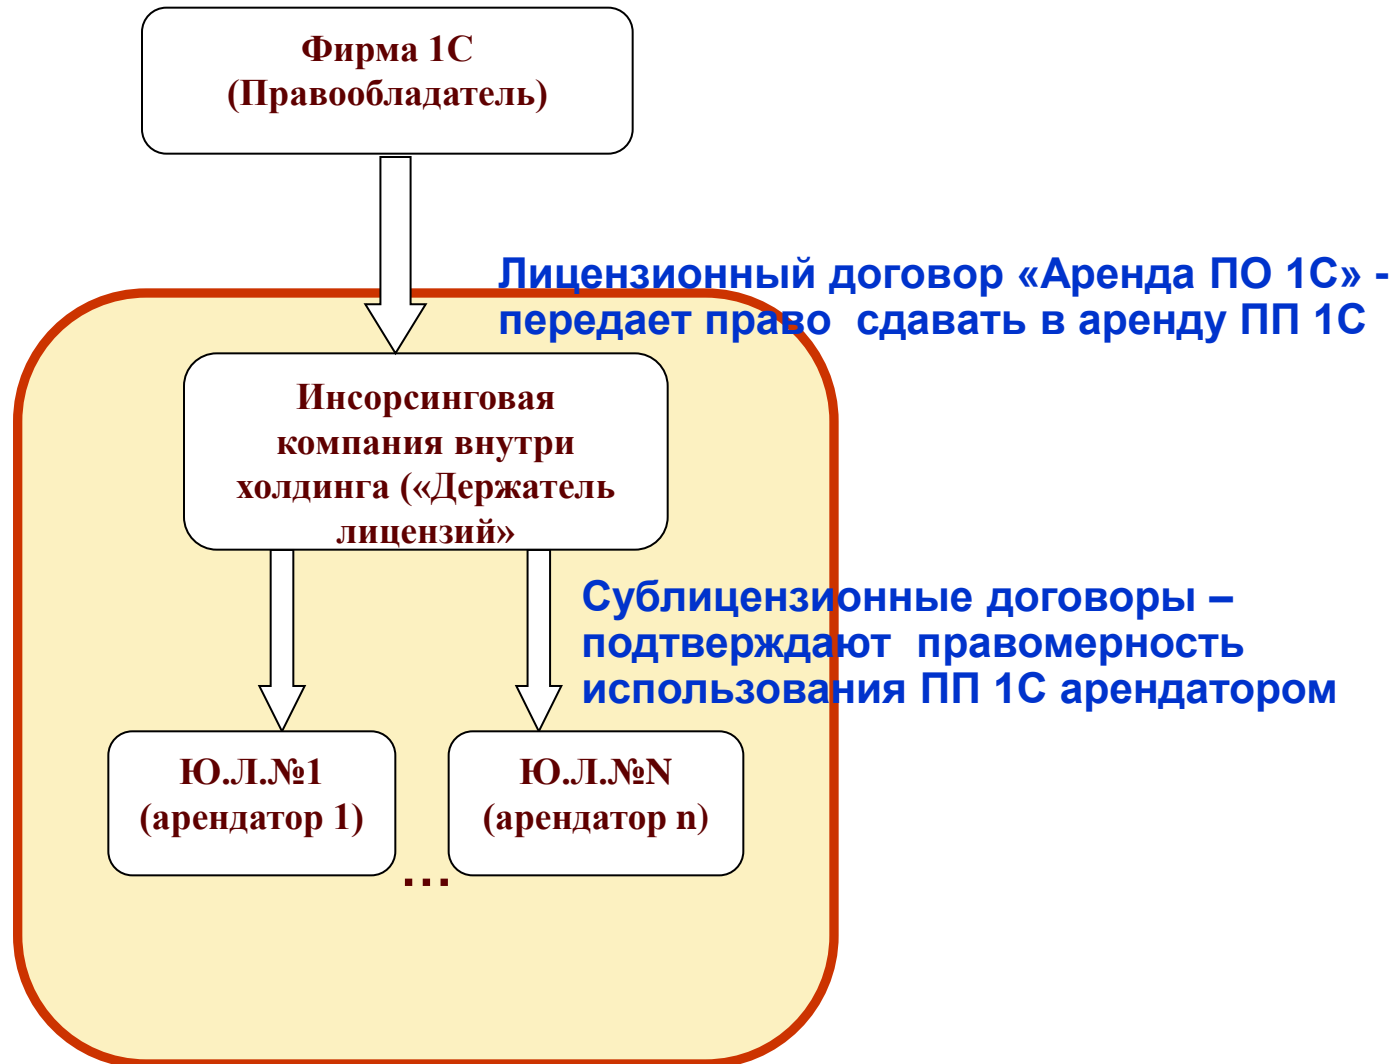 Фирма 1С
(Правообладатель)
Лицензионный договор «Аренда ПО 1С» -
передает право сдавать в аренду ПП 1С
Инсорсинговая
компания внутри
холдинга («Держатель
лицензий»
Сублицензионные договоры –
подтверждают правомерность
использования ПП 1С арендатором
Ю.Л.№1
(арендатор 1)
Ю.Л.№N
(арендатор n)
...